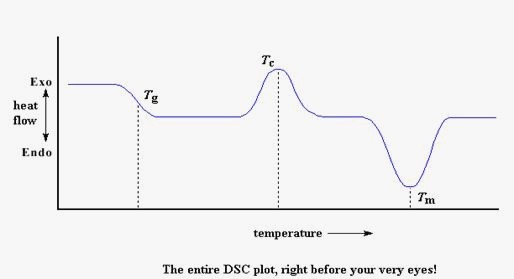 Exo
heat
flow
Endo
Tg
Tc
Tm
temperature
The entire DSC plot, right before your very eyes!